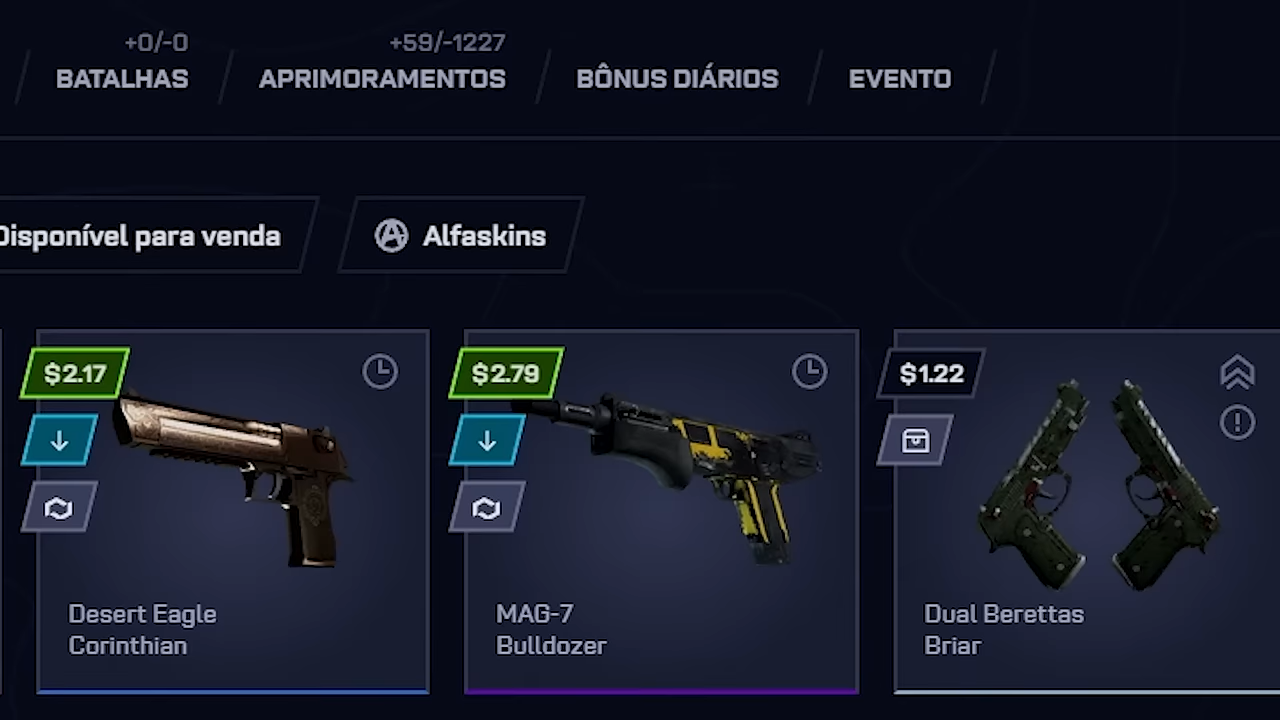 +0/-0
+59/-1227
BATALHAS
APRIMORAMENTOS
BÔNUS DIÁRIOS
EVENTO
Disponível para venda
Alfaskins
$2.17
$2.79
$1.22
Desert Eagle
Corinthian
MAG-7
Bulldozer
Dual Berettas
Briar